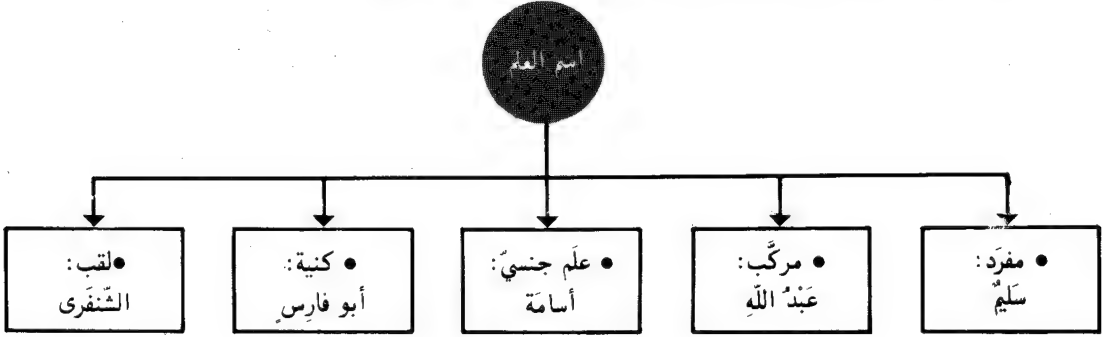 اسم العلم
• مفرَد:
سَليمٌ
• مركَّب:
عَبْدُ اللّهِ
• علَم جنسيّ:
أسامَة
• كنية:
أبو فارِسٍ
•لقب:
الشّنفَرى